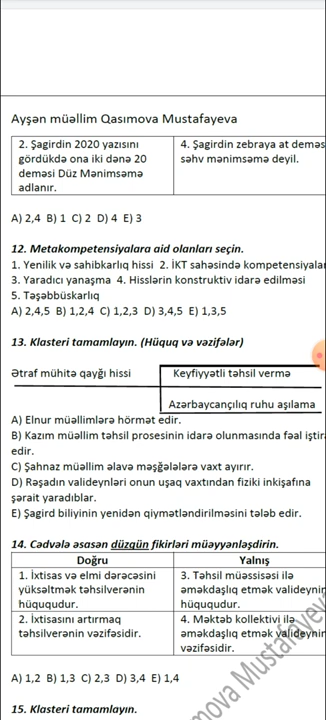 Ayşən müəllim Qasımova Mustafayeva
2. Şagirdin 2020 yazısını
gördükdə ona iki dənə 20
deməsi Düz Mənimsəmə
adlanır.
4. Şagirdin zebraya at deməs
səhv mənimsəmə deyil.
A) 2,4 B) 1 C) 2 D) 4 E) 3
12. Metakompetensiyalara aid olanları seçin.
1. Yenilik və sahibkarlıq hissi 2. İKT sahəsində kompetensiyalar
3. Yaradıcı yanaşma 4. Hisslərin konstruktiv idarə edilməsi
5. Təşəbbüskarlıq
A) 2,4,5 B) 1,2,4 C) 1,2,3 D) 3,4,5 E) 1,3,5
13. Klasteri tamamlayın. (Hüquq və vəzifələr)
Ətraf mühitə qayğı hissi
Keyfiyyətli təhsil vermə
Azərbaycançılıq ruhu aşılama
A) Elnur müəllimlərə hörmət edir.
B) Kazım müəllim təhsil prosesinin idarə olunmasında fəal iştira
edir.
C) Şahnaz müəllim əlavə məşğələlərə vaxt ayırır.
D) Rəşadın valideynləri onun uşaq vaxtından fiziki inkişafına
şərait yaradıblar.
E) Şagird biliyinin yenidən qiymətləndirilməsini tələb edir.
14. Cədvələ əsasən düzgün fikirləri müəyyənləşdirin.
Doğru
Yalnış
1. İxtisas və elmi dərəcəsini
yüksəltmək təhsilverənin
hüququdur.
3. Təhsil müəssisəsi ilə
əməkdaşlıq etmək valideynin
hüququdur.
2. İxtisasını artırmaq
təhsilverənin vəzifəsidir.
4. Məktəb kollektivi ilə
əməkdaşlıq etmək valideynin
vəzifəsidir.
A) 1,2 B) 1,3 C) 2,3 D) 3,4 E) 1,4
15. Klasteri tamamlayın.
ova Mustafayev